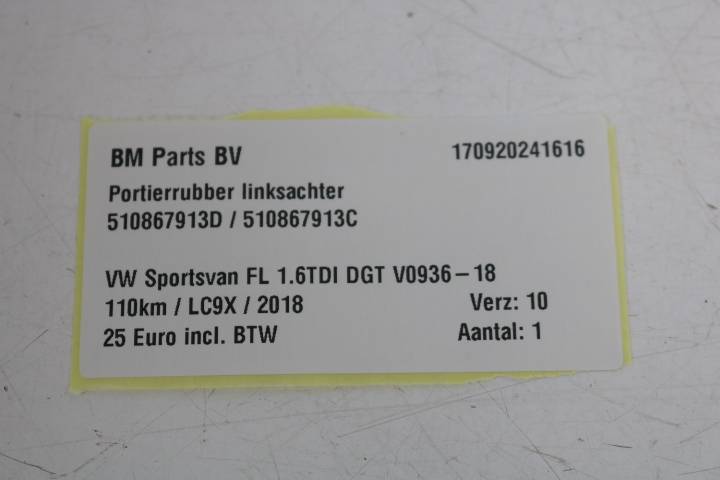 BM Parts BV 170920241616
Portierrubber linksachter
510867913D / 510867913C
VW Sportsvan FL 1.6TDI DGT V0936-18
110km / LC9X / 2018 Verz: 10
25 Euro incl. BTW Aantal: 1